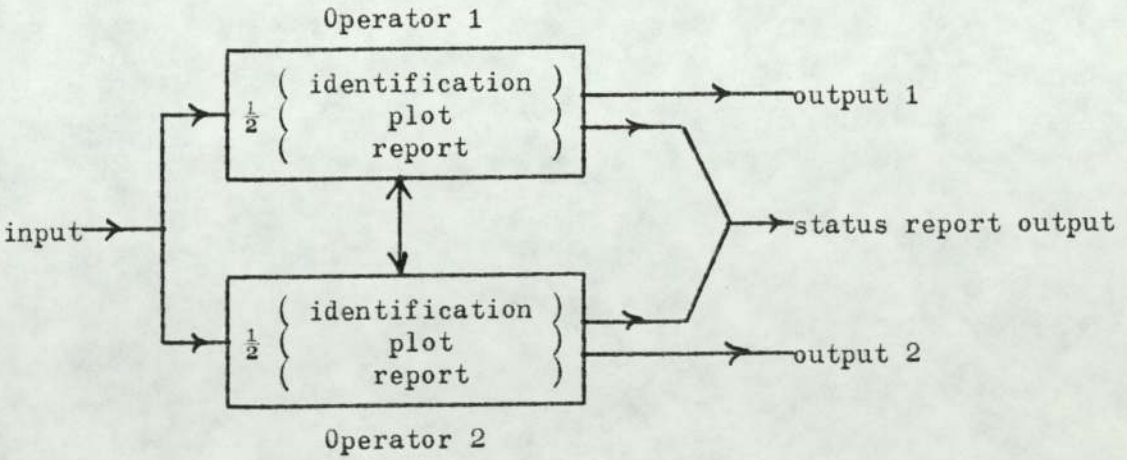 Operator 1
½ ( identification )
( plot )
( report )
output 1
input
status report output
½ ( identification )
( plot )
( report )
output 2
Operator 2